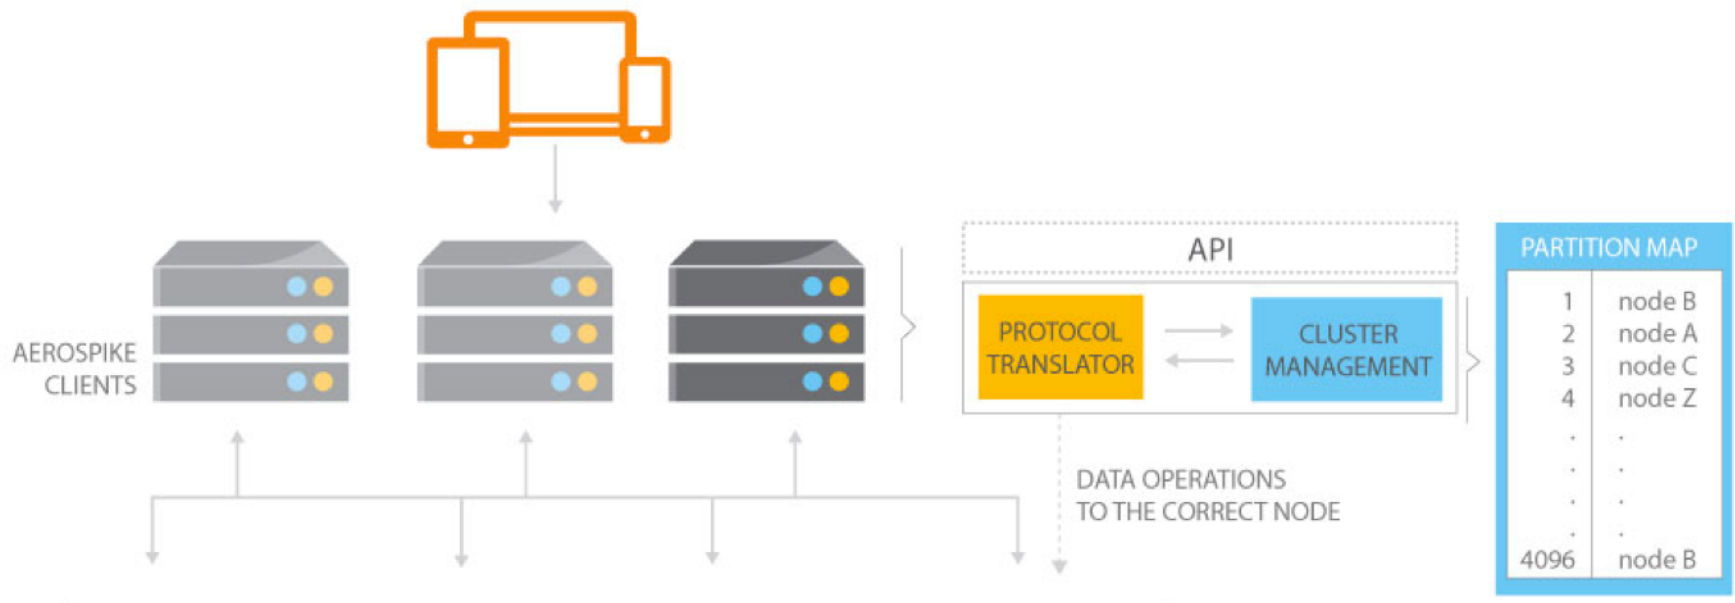 API
PARTITION MAP
1 node B
2 node A
3 node C
4 node Z
. .
. .
. .
. .
4096 node B
PROTOCOL
TRANSLATOR
CLUSTER
MANAGEMENT
AEROSPIKE
CLIENTS
DATA OPERATIONS
TO THE CORRECT NODE